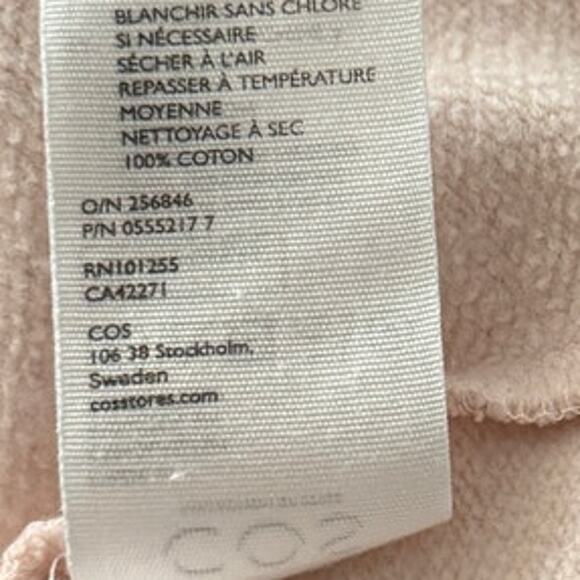 BLANCHIR SANS CHLORE
SI NÉCESSAIRE
SÉCHER À L'AIR
REPASSER À TEMPÉRATURE
MOYENNE
NETTOYAGE À SEC
100% COTON
O/N 256846
P/N 0555217 7
RN101255
CA42271
COS
106 38 Stockholm,
Sweden
cosstores.com
COS